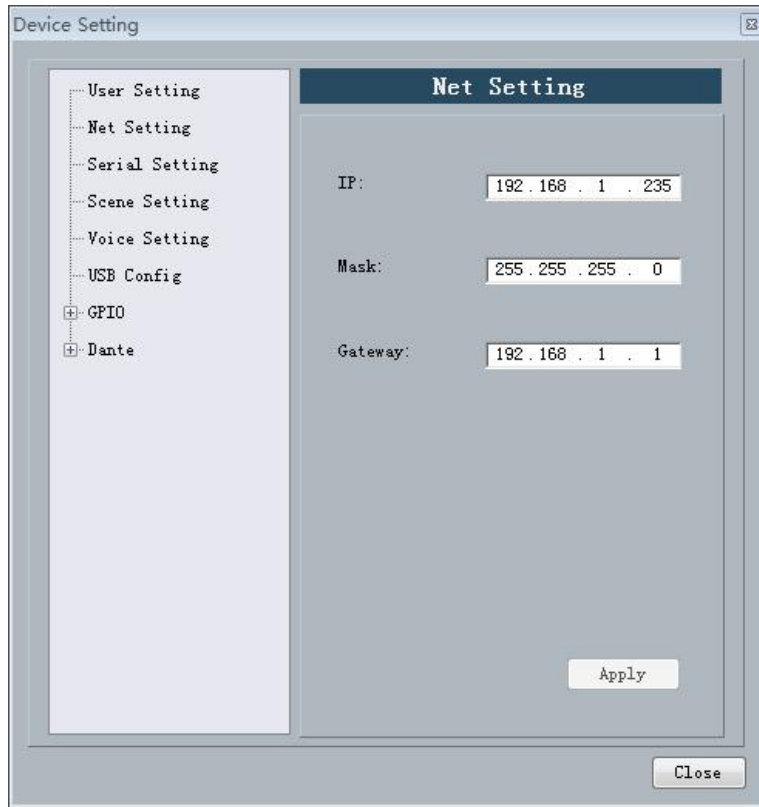 Device Setting
User Setting
Net Setting
Serial Setting
Scene Setting
Voice Setting
USB Config
GPIO
Dante
Net Setting
IP: 192 . 168 . 1 . 235
Mask: 255 . 255 . 255 . 0
Gateway: 192 . 168 . 1 . 1
Apply
Close